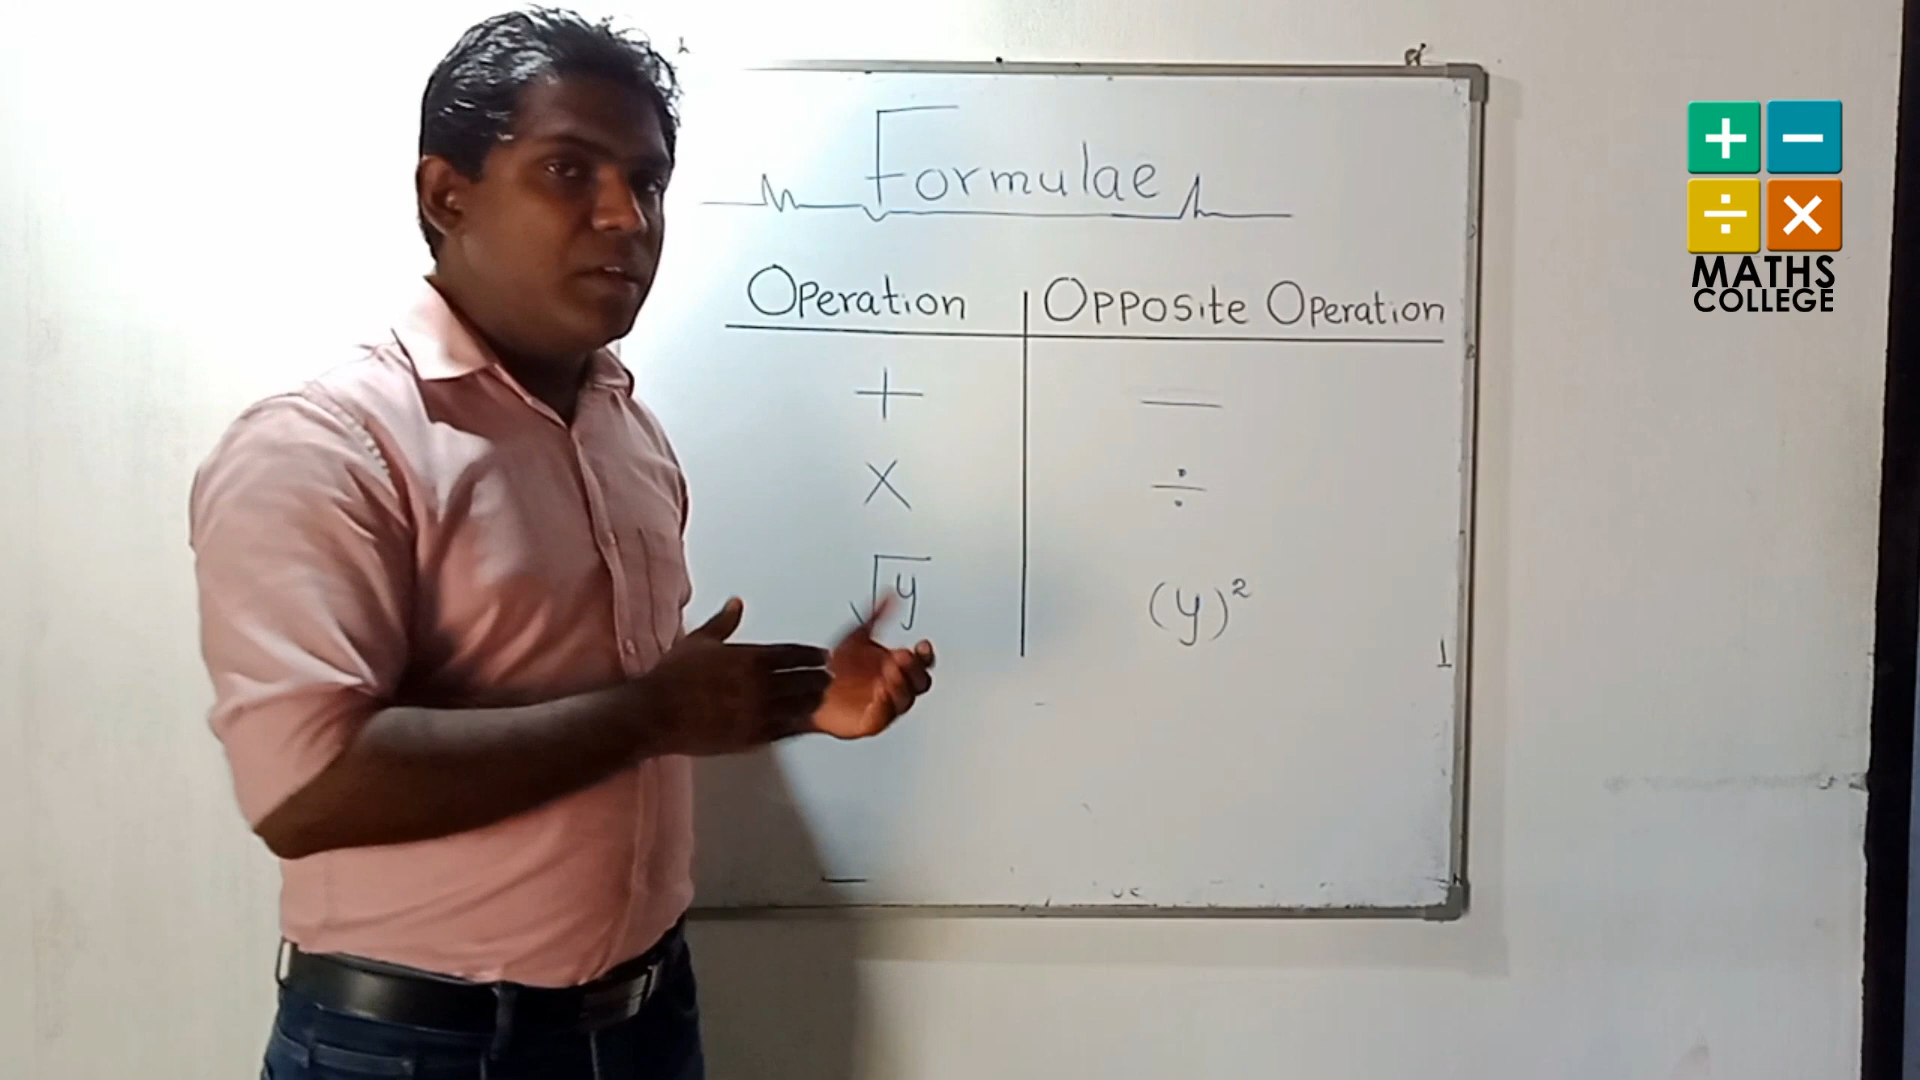 Formulae
Operation | Opposite Operation
+ −
× ÷
√y (y)²
+ −
÷ ×
MATHS
COLLEGE